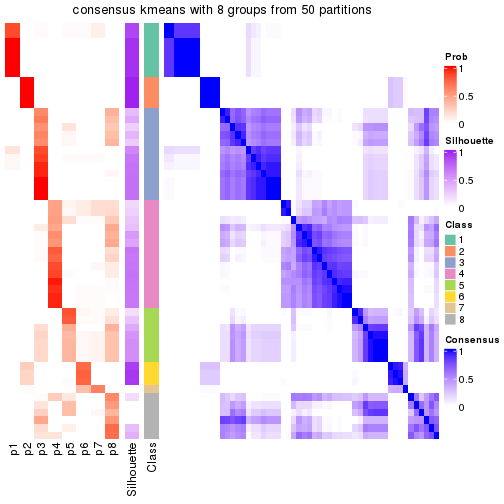 consensus kmeans with 8 groups from 50 partitions
Prob
1
0.5
0
Silhouette
1
0.5
0
Class
1
2
3
4
5
6
7
8
Consensus
1
0.5
0
p1
p2
p3
p4
p5
p6
p7
p8
Silhouette
Class